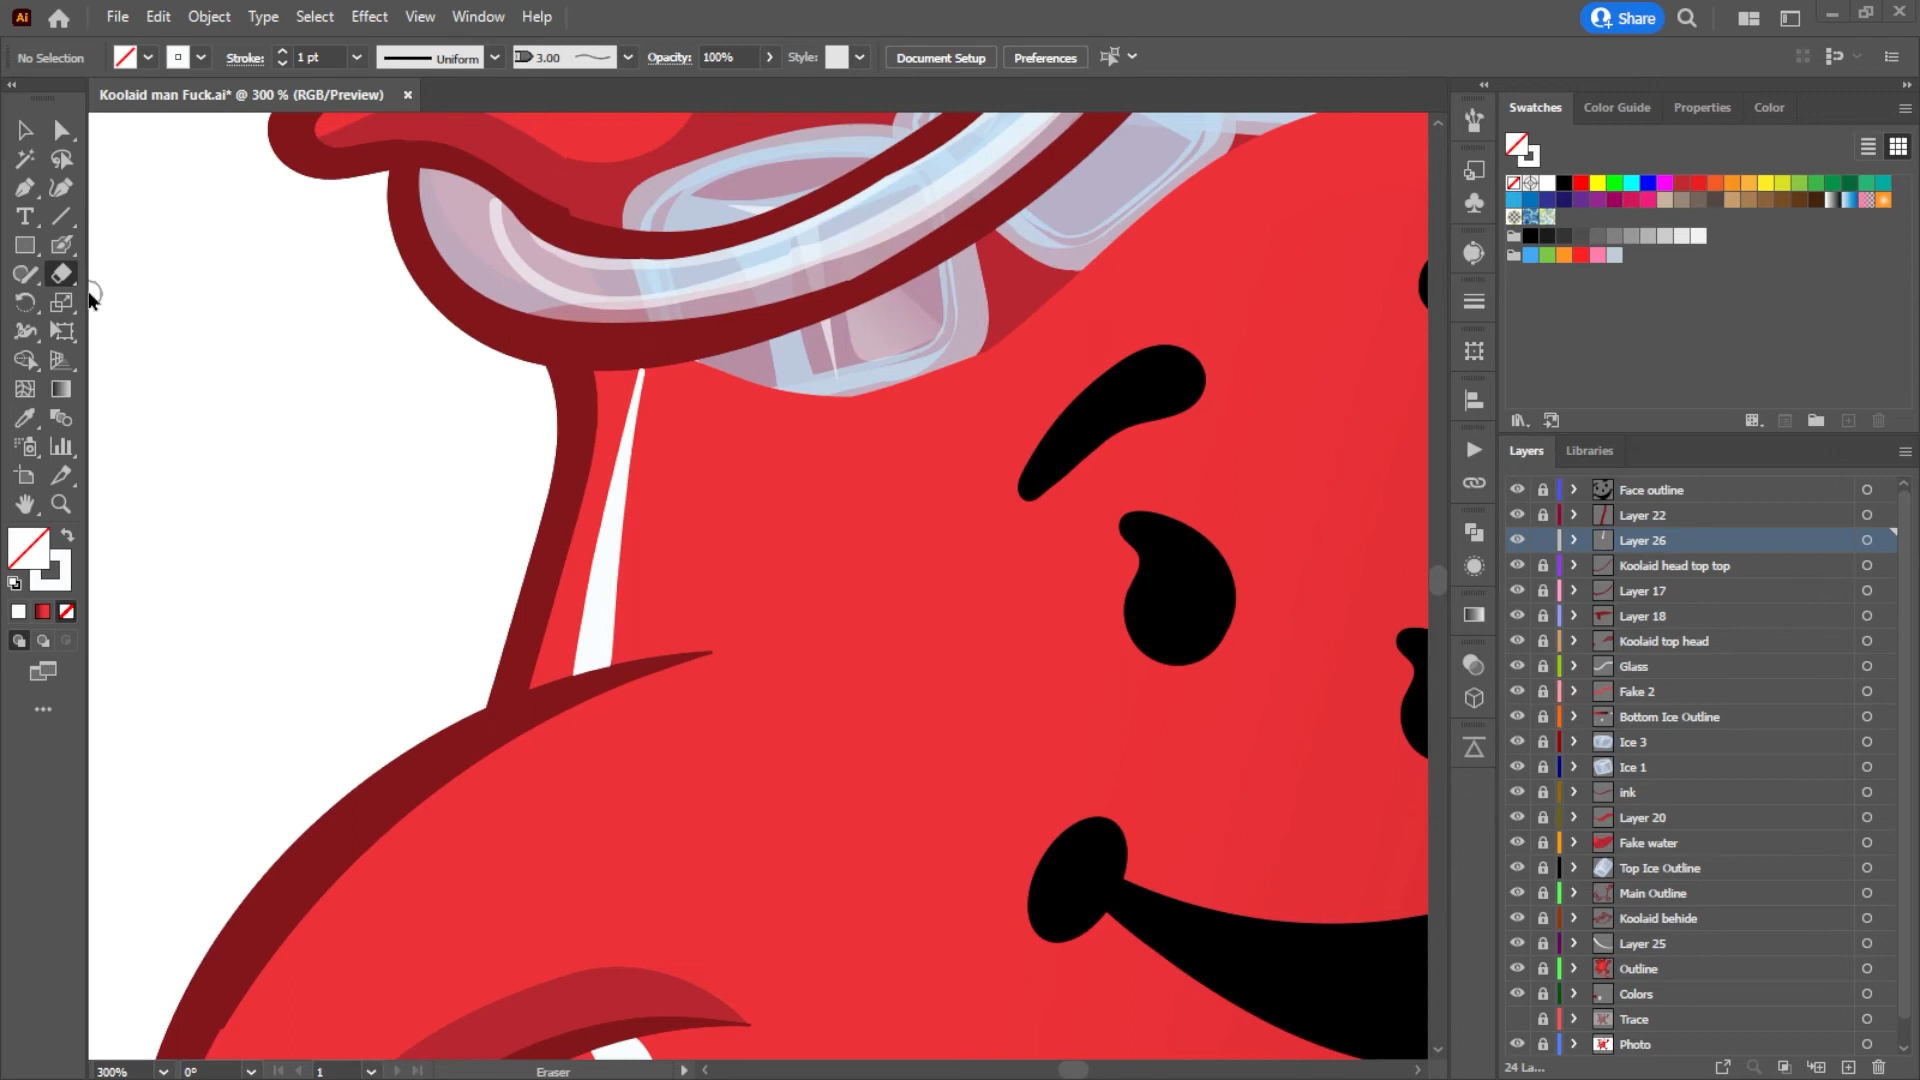 Ai File Edit Object Type Select Effect View Window Help Share
No Selection Stroke: 1 pt Uniform 3.00 Opacity: 100% Style: Document Setup Preferences
Koolaid man Fuck.ai* @ 300 % (RGB/Preview)
Swatches Color Guide Properties Color
Layers Libraries
Face outline
Layer 22
Layer 26
Koolaid head top top
Layer 17
Layer 18
Koolaid top head
Glass
Fake 2
Bottom Ice Outline
Ice 3
Ice 1
ink
Layer 20
Fake water
Top Ice Outline
Main Outline
Koolaid behide
Layer 25
Outline
Colors
Trace
Photo
24 La...
300% 0° 1 Eraser